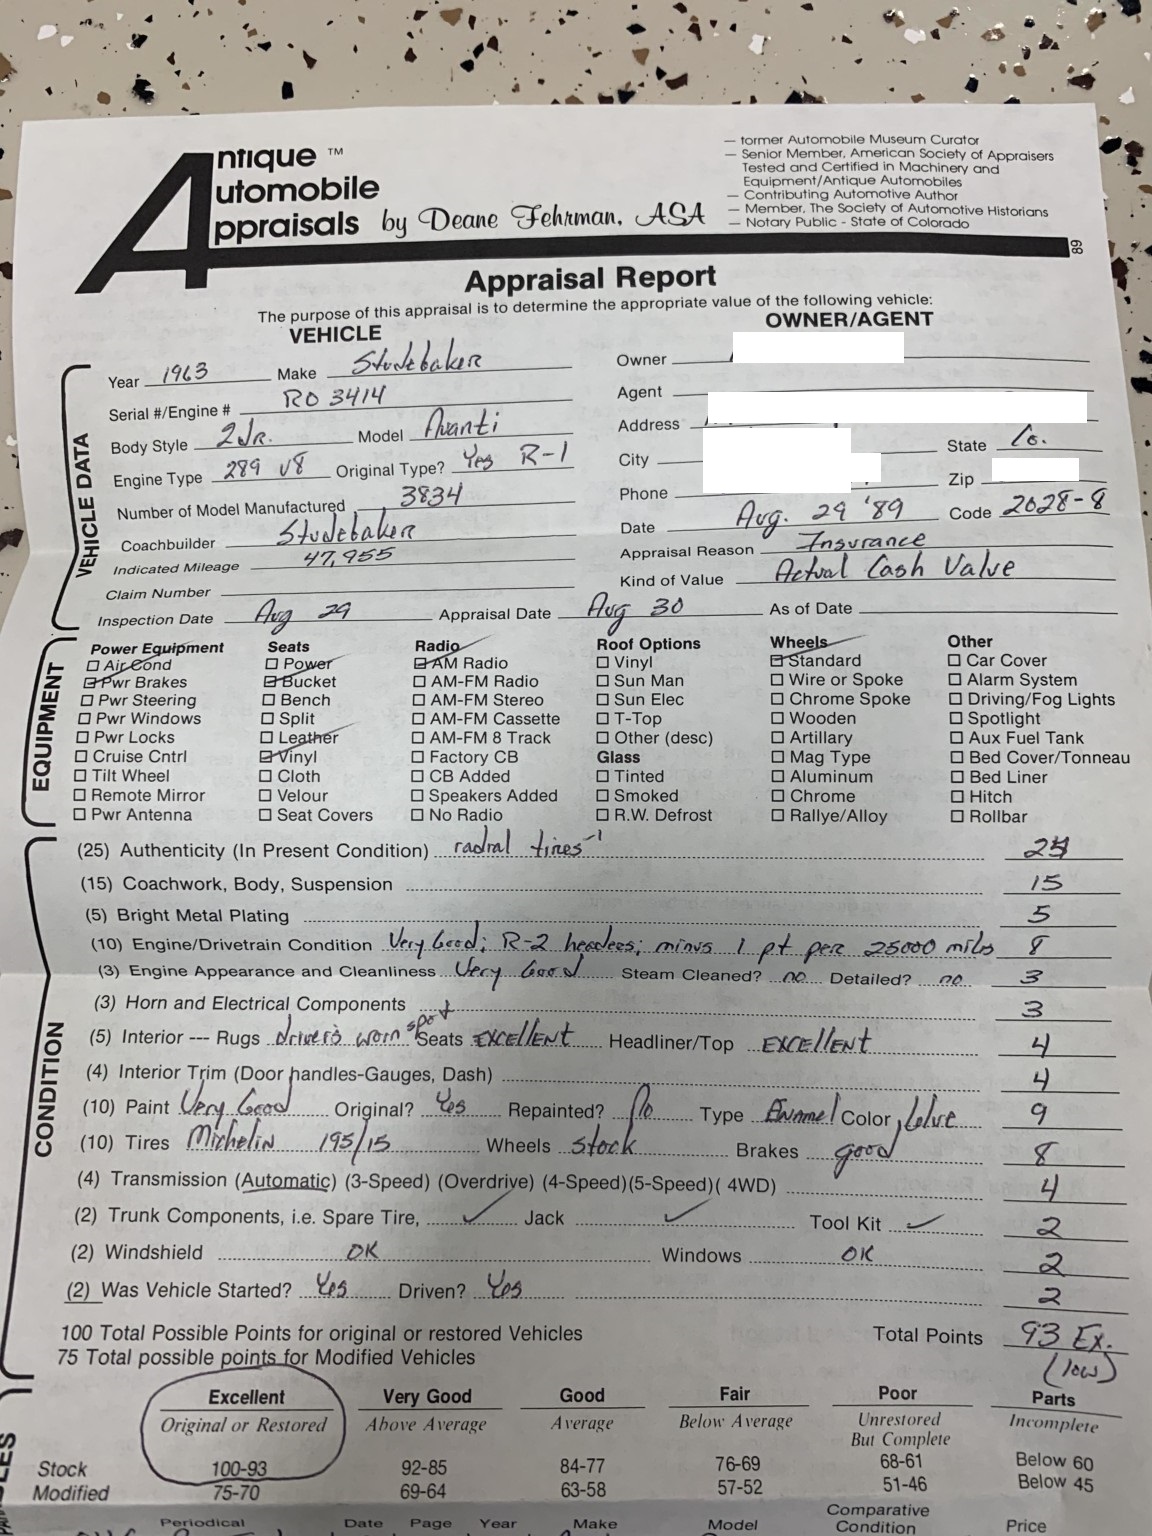 Antique ™
Automobile
Appraisals by Deane Fehrman, ASA
— former Automobile Museum Curator
— Senior Member, American Society of Appraisers
Tested and Certified in Machinery and
Equipment/Antique Automobiles
— Contributing Automotive Author
— Member, The Society of Automotive Historians
— Notary Public - State of Colorado
89
Appraisal Report
The purpose of this appraisal is to determine the appropriate value of the following vehicle:
VEHICLE
OWNER/AGENT
VEHICLE DATA
Year 1963 Make Studebaker
Serial #/Engine # RO 3414
Body Style 2 Dr. Model Avanti
Engine Type 289 V8 Original Type? Yes R-1
Number of Model Manufactured 3834
Coachbuilder Studebaker
Indicated Mileage 47,955
Claim Number
Inspection Date Aug 29 Appraisal Date Aug 30 As of Date
Owner
Agent
Address
City State Co.
Phone Zip
Date Aug. 29 '89 Code 2028-8
Appraisal Reason Insurance
Kind of Value Actual Cash Value
EQUIPMENT
Power Equipment Seats Radio Roof Options Wheels Other
Air Cond Power AM Radio Vinyl Standard Car Cover
Pwr Brakes Bucket AM-FM Radio Sun Man Wire or Spoke Alarm System
Pwr Steering Bench AM-FM Stereo Sun Elec Chrome Spoke Driving/Fog Lights
Pwr Windows Split AM-FM Cassette T-Top Wooden Spotlight
Pwr Locks Leather AM-FM 8 Track Other (desc) Artillary Aux Fuel Tank
Cruise Cntrl Vinyl Factory CB Glass Mag Type Bed Cover/Tonneau
Tilt Wheel Cloth CB Added Tinted Aluminum Bed Liner
Remote Mirror Velour Speakers Added Smoked Chrome Hitch
Pwr Antenna Seat Covers No Radio R.W. Defrost Rallye/Alloy Rollbar
CONDITION
(25) Authenticity (In Present Condition) radial tires -1 24
(15) Coachwork, Body, Suspension 15
(5) Bright Metal Plating 5
(10) Engine/Drivetrain Condition Very Good; R-2 headers; minus 1 pt per 25000 miles 8
(3) Engine Appearance and Cleanliness Very Good Steam Cleaned? no Detailed? no 3
(3) Horn and Electrical Components 3
(5) Interior --- Rugs driver's worn spot Seats EXCELLENT Headliner/Top EXCELLENT 4
(4) Interior Trim (Door handles-Gauges, Dash) 4
(10) Paint Very Good Original? Yes Repainted? No Type Enamel Color blue 9
(10) Tires Michelin 195/15 Wheels stock Brakes good 8
(4) Transmission (Automatic) (3-Speed) (Overdrive) (4-Speed)(5-Speed)( 4WD) 4
(2) Trunk Components, i.e. Spare Tire, ✓ Jack ✓ Tool Kit ✓ 2
(2) Windshield OK Windows OK 2
(2) Was Vehicle Started? Yes Driven? Yes 2
100 Total Possible Points for original or restored Vehicles Total Points 93 Ex.
75 Total possible points for Modified Vehicles (low)
Excellent Very Good Good Fair Poor Parts
Original or Restored Above Average Average Below Average Unrestored But Complete Incomplete
Stock 100-93 92-85 84-77 76-69 68-61 Below 60
Modified 75-70 69-64 63-58 57-52 51-46 Below 45
Periodical Date Page Year Make Model Comparative Condition Price